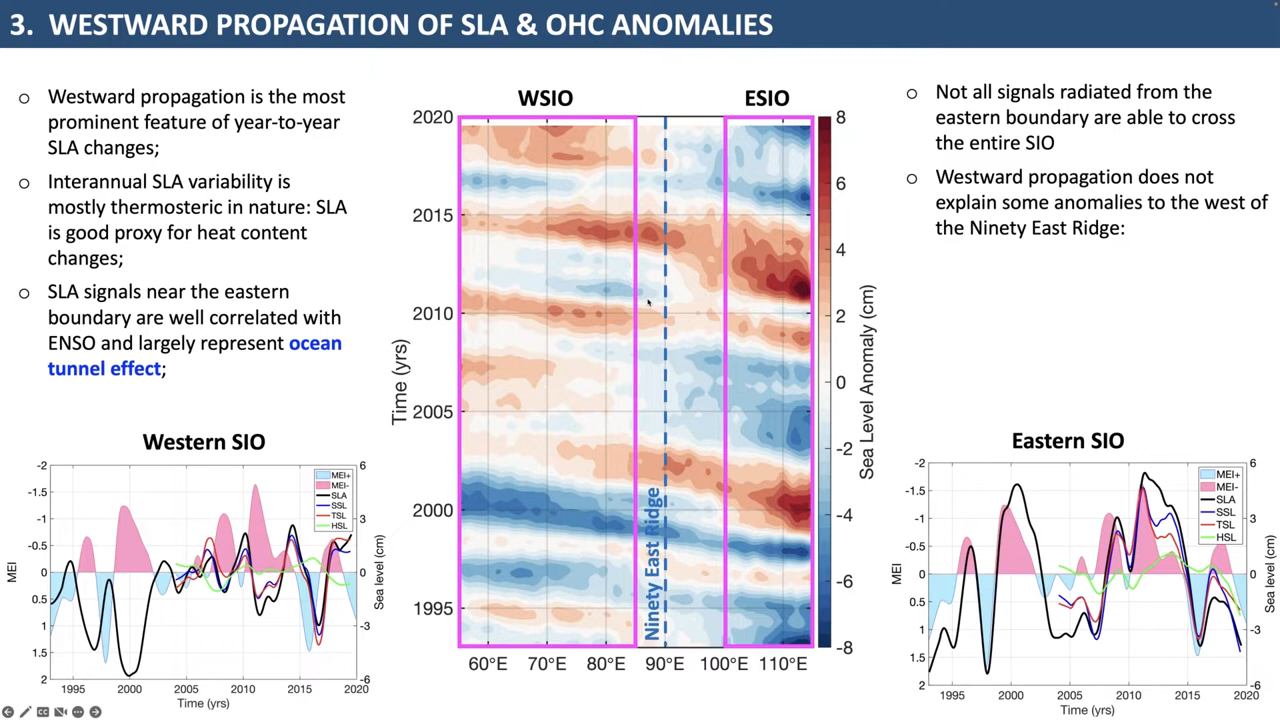 3. WESTWARD PROPAGATION OF SLA & OHC ANOMALIES
○ Westward propagation is the most
prominent feature of year-to-year
SLA changes;
○ Interannual SLA variability is
mostly thermosteric in nature: SLA
is good proxy for heat content
changes;
○ SLA signals near the eastern
boundary are well correlated with
ENSO and largely represent ocean
tunnel effect;
WSIO
ESIO
2020
2015
2010
2005
2000
1995
Time (yrs)
60°E 70°E 80°E 90°E 100°E 110°E
Ninety East Ridge
8
6
4
2
0
-2
-4
-6
-8
Sea Level Anomaly (cm)
○ Not all signals radiated from the
eastern boundary are able to cross
the entire SIO
○ Westward propagation does not
explain some anomalies to the west of
the Ninety East Ridge:
Western SIO
-2
-1.5
-1
-0.5
0
0.5
1
1.5
2
MEI
MEI+
MEI-
SLA
SSL
TSL
HSL
6
3
0
-3
-6
Sea level (cm)
1995 2000 2005 2010 2015 2020
Time (yrs)
Eastern SIO
-2
-1.5
-1
-0.5
0
0.5
1
1.5
2
MEI
MEI+
MEI-
SLA
SSL
TSL
HSL
6
3
0
-3
-6
Sea level (cm)
1995 2000 2005 2010 2015 2020
Time (yrs)